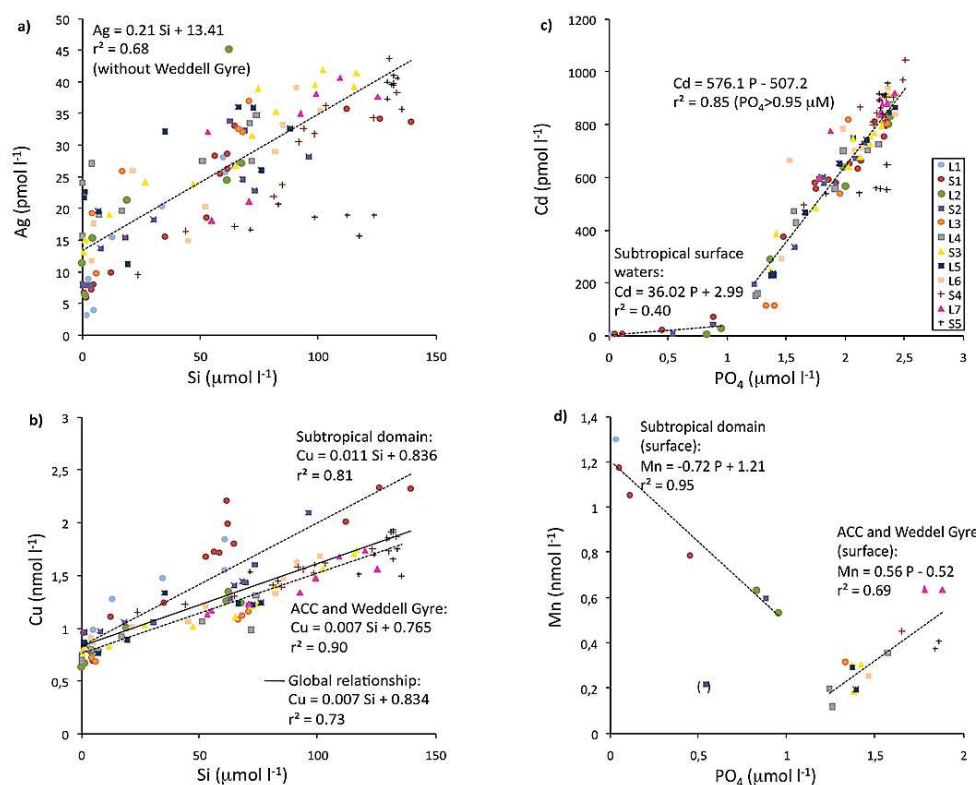 a)
Ag = 0.21 Si + 13.41
r² = 0.68
(without Weddell Gyre)
50
45
40
35
30
25
20
15
10
5
0
Ag (pmol l⁻¹)
0
50
100
150
Si (μmol l⁻¹)
c)
Cd = 576.1 P - 507.2
r² = 0.85 (PO₄>0.95 μM)
Subtropical surface
waters:
Cd = 36.02 P + 2.99
r² = 0.40
1200
1000
800
600
400
200
0
Cd (pmol l⁻¹)
0
0,5
1
1,5
2
2,5
3
PO₄ (μmol l⁻¹)
L1
S1
L2
S2
L3
L4
S3
L5
L6
S4
L7
S5
b)
Subtropical domain:
Cu = 0.011 Si + 0.836
r² = 0.81
ACC and Weddell Gyre:
Cu = 0.007 Si + 0.765
r² = 0.90
Global relationship:
Cu = 0.007 Si + 0.834
r² = 0.73
3
2,5
2
1,5
1
0,5
0
Cu (nmol l⁻¹)
0
50
100
150
Si (μmol l⁻¹)
d)
Subtropical domain
(surface):
Mn = -0.72 P + 1.21
r² = 0.95
ACC and Weddel Gyre
(surface):
Mn = 0.56 P - 0.52
r² = 0.69
( )
1,4
1,2
1
0,8
0,6
0,4
0,2
0
Mn (nmol l⁻¹)
0
0,5
1
1,5
2
PO₄ (μmol l⁻¹)